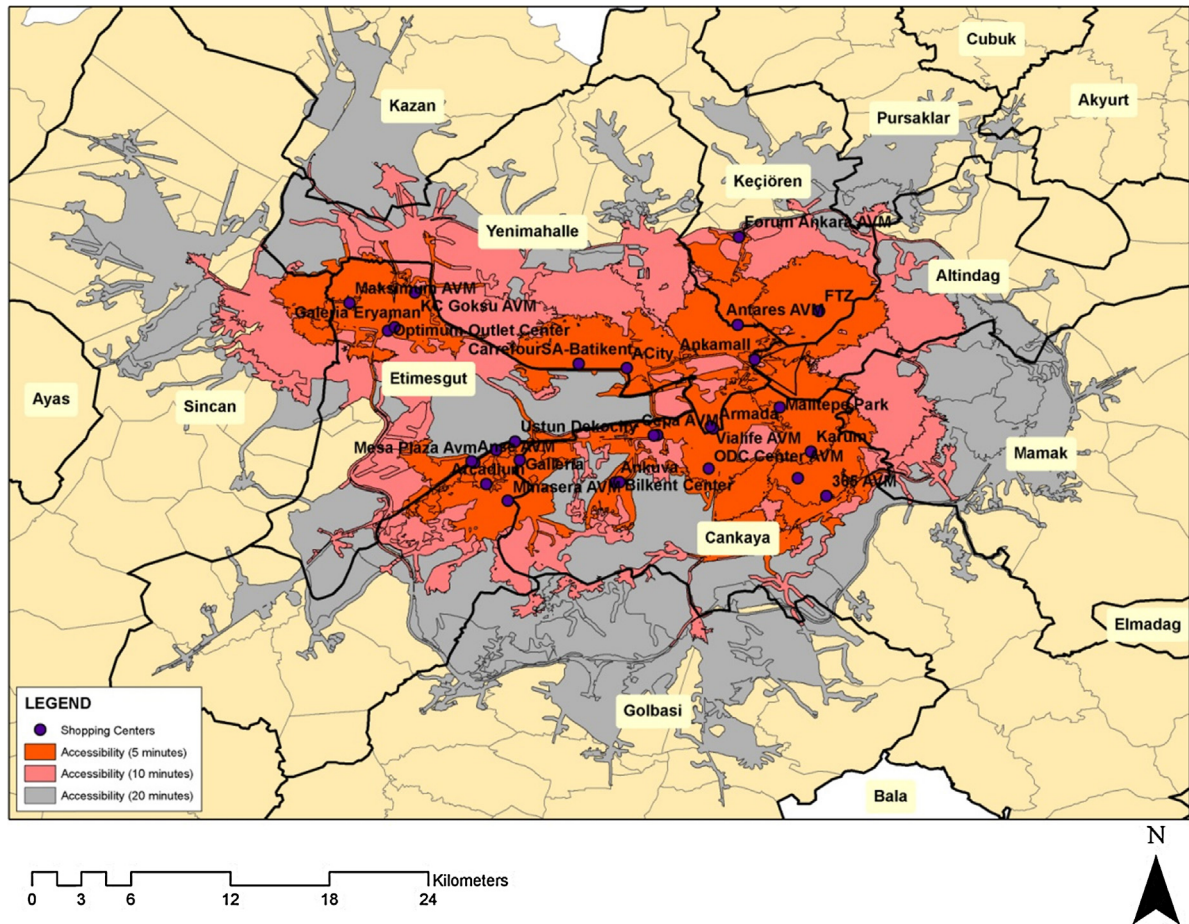 Cubuk
Kazan
Akyurt
Pursaklar
Keçiören
Forum Ankara AVM
Yenimahalle
Altindag
Maksimum AVM
FTZ
KC Goksu AVM
Galeria Eryaman
Antares AVM
Optimum Outlet Center
Ankamall
CarrefourSA-Batikent
ACity
Etimesgut
Ayas
Sincan
Maltepe Park
Armada
Cepa AVM
Ustun Dekocity
Vialife AVM
Karum
Mesa Plaza Avm
Anse AVM
ODC Center AVM
Mamak
Galleria
Arcadium
Ankuva
365 AVM
Minasera AVM
Bilkent Center
Cankaya
Elmadag
LEGEND
Shopping Centers
Accessibility (5 minutes)
Accessibility (10 minutes)
Accessibility (20 minutes)
Golbasi
Bala
N
Kilometers
0 3 6 12 18 24